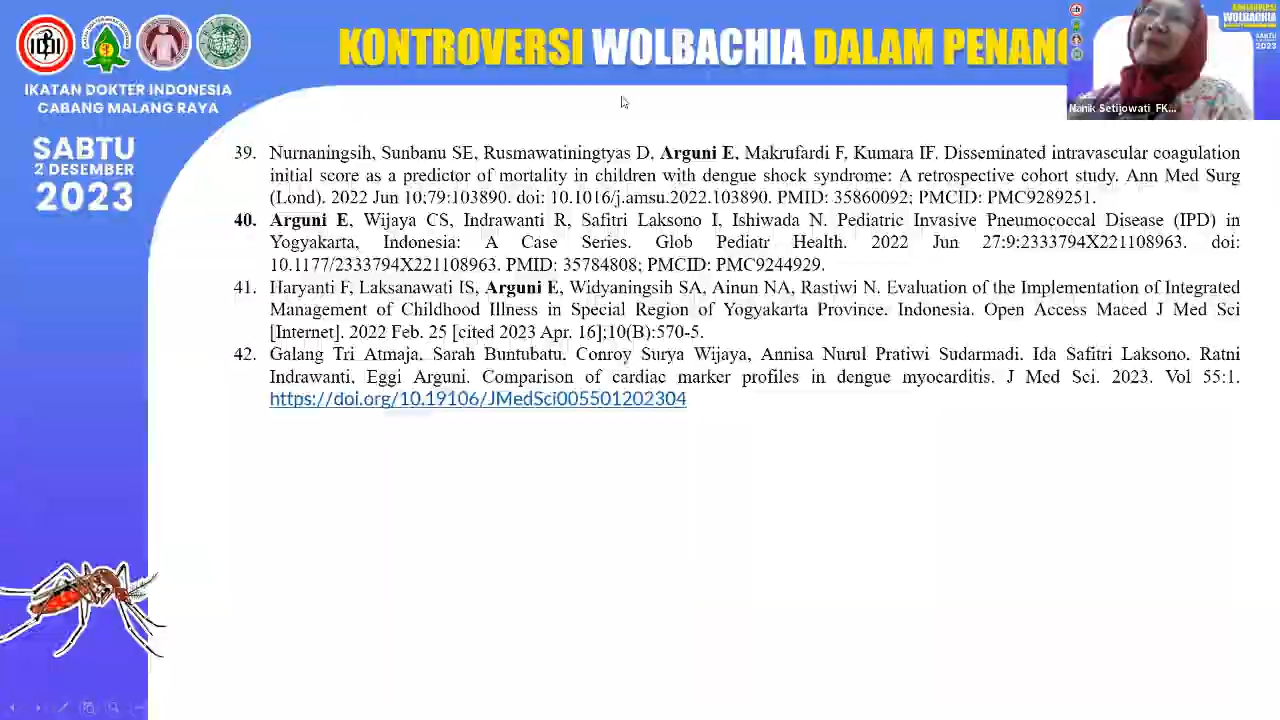 IKATAN DOKTER INDONESIA
CABANG MALANG RAYA
SABTU
2 DESEMBER
2023
KONTROVERSI WOLBACHIA DALAM
WOLBACHIA
SABTU
2023
Nanik Setijowati_FK...
39. Nurnaningsih, Sunbanu SE, Rusmawatiningtyas D, Arguni E, Makrufardi F, Kumara IF. Disseminated intravascular coagulation
initial score as a predictor of mortality in children with dengue shock syndrome: A retrospective cohort study. Ann Med Surg
(Lond). 2022 Jun 10;79:103890. doi: 10.1016/j.amsu.2022.103890. PMID: 35860092; PMCID: PMC9289251.
40. Arguni E, Wijaya CS, Indrawanti R, Safitri Laksono I, Ishiwada N. Pediatric Invasive Pneumococcal Disease (IPD) in
Yogyakarta, Indonesia: A Case Series. Glob Pediatr Health. 2022 Jun 27:9:2333794X221108963. doi:
10.1177/2333794X221108963. PMID: 35784808; PMCID: PMC9244929.
41. Haryanti F, Laksanawati IS, Arguni E, Widyaningsih SA, Ainun NA, Rastiwi N. Evaluation of the Implementation of Integrated
Management of Childhood Illness in Special Region of Yogyakarta Province, Indonesia. Open Access Maced J Med Sci
[Internet]. 2022 Feb. 25 [cited 2023 Apr. 16];10(B):570-5.
42. Galang Tri Atmaja, Sarah Buntubatu, Conroy Surya Wijaya, Annisa Nurul Pratiwi Sudarmadi, Ida Safitri Laksono, Ratni
Indrawanti, Eggi Arguni. Comparison of cardiac marker profiles in dengue myocarditis. J Med Sci. 2023. Vol 55:1.
https://doi.org/10.19106/JMedSci005501202304